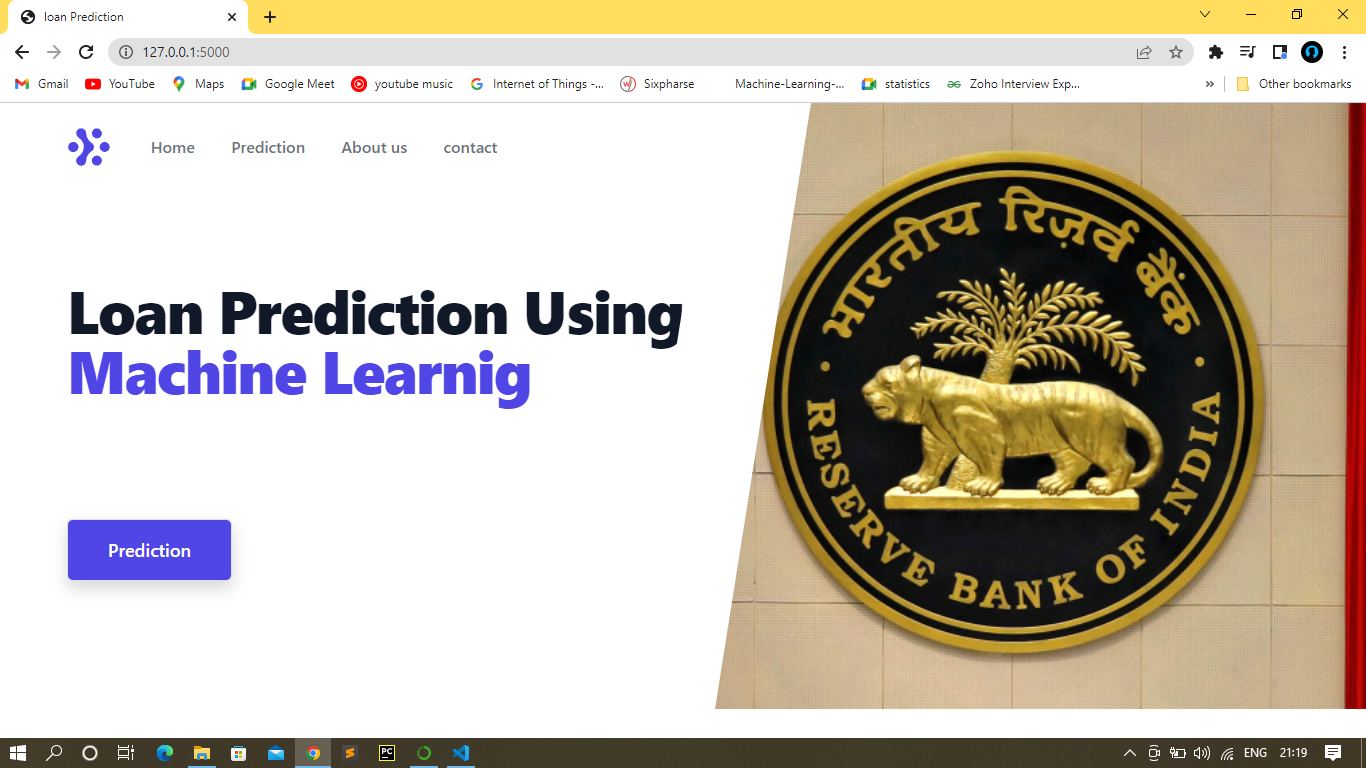 loan Prediction
127.0.0.1:5000
Gmail YouTube Maps Google Meet youtube music Internet of Things -... Sixpharse Machine-Learning-... statistics Zoho Interview Exp... » Other bookmarks
Home Prediction About us contact
Loan Prediction Using
Machine Learnig
Prediction
भारतीय रिज़र्व बैंक
RESERVE BANK OF INDIA
PC
ENG 21:19